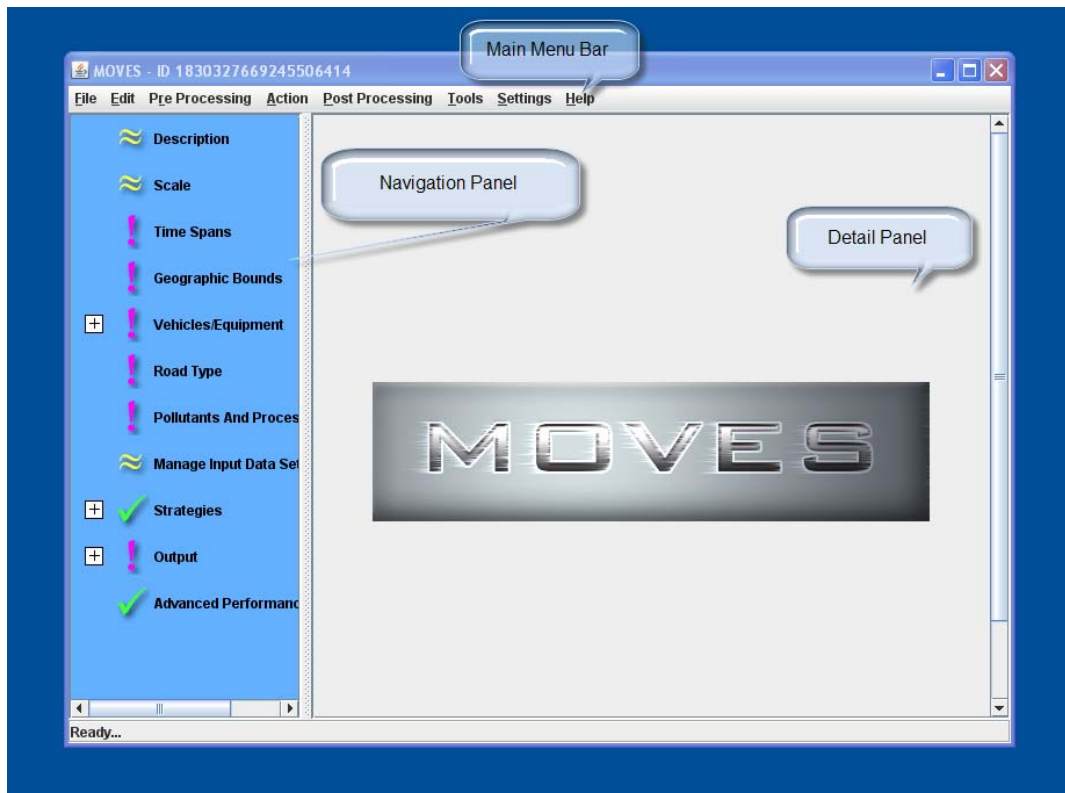 Main Menu Bar
MOVES - ID 1830327669245506414
File Edit Pre Processing Action Post Processing Tools Settings Help
Description
Scale
Time Spans
Geographic Bounds
Vehicles/Equipment
Road Type
Pollutants And Proces
Manage Input Data Set
Strategies
Output
Advanced Performanc
Navigation Panel
Detail Panel
MOVES
Ready...